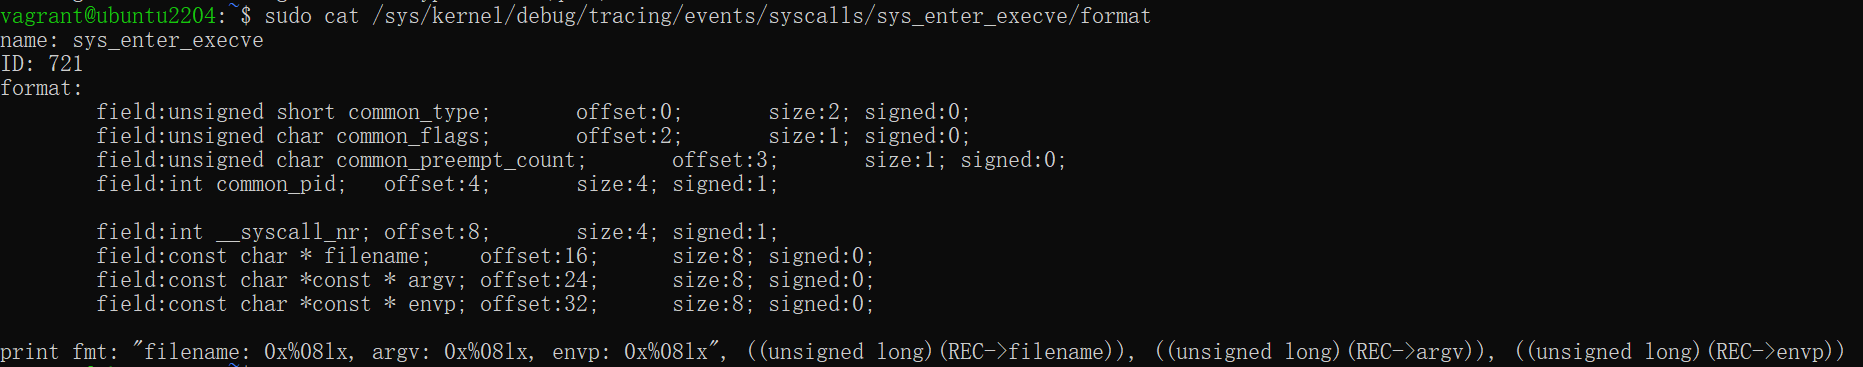 vagrant@ubuntu2204:~$ sudo cat /sys/kernel/debug/tracing/events/syscalls/sys_enter_execve/format
name: sys_enter_execve
ID: 721
format:
field:unsigned short common_type; offset:0; size:2; signed:0;
field:unsigned char common_flags; offset:2; size:1; signed:0;
field:unsigned char common_preempt_count; offset:3; size:1; signed:0;
field:int common_pid; offset:4; size:4; signed:1;
field:int __syscall_nr; offset:8; size:4; signed:1;
field:const char * filename; offset:16; size:8; signed:0;
field:const char *const * argv; offset:24; size:8; signed:0;
field:const char *const * envp; offset:32; size:8; signed:0;
print fmt: "filename: 0x%08lx, argv: 0x%08lx, envp: 0x%08lx", ((unsigned long)(REC->filename)), ((unsigned long)(REC->argv)), ((unsigned long)(REC->envp))